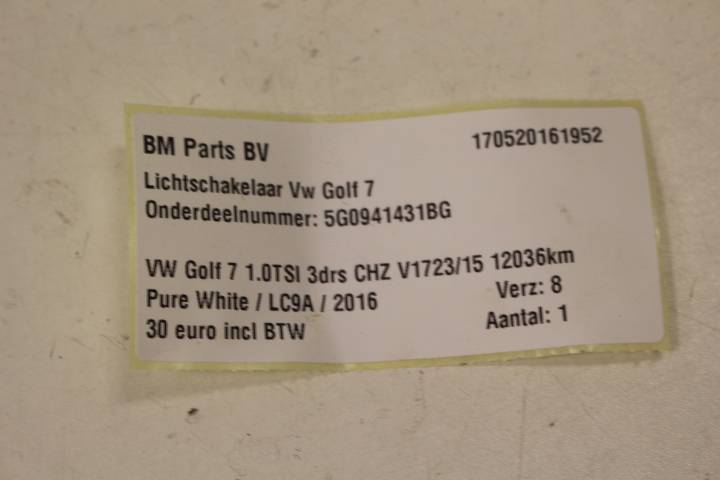 BM Parts BV 170520161952
Lichtschakelaar Vw Golf 7
Onderdeelnummer: 5G0941431BG
VW Golf 7 1.0TSI 3drs CHZ V1723/15 12036km
Pure White / LC9A / 2016 Verz: 8
30 euro incl BTW Aantal: 1